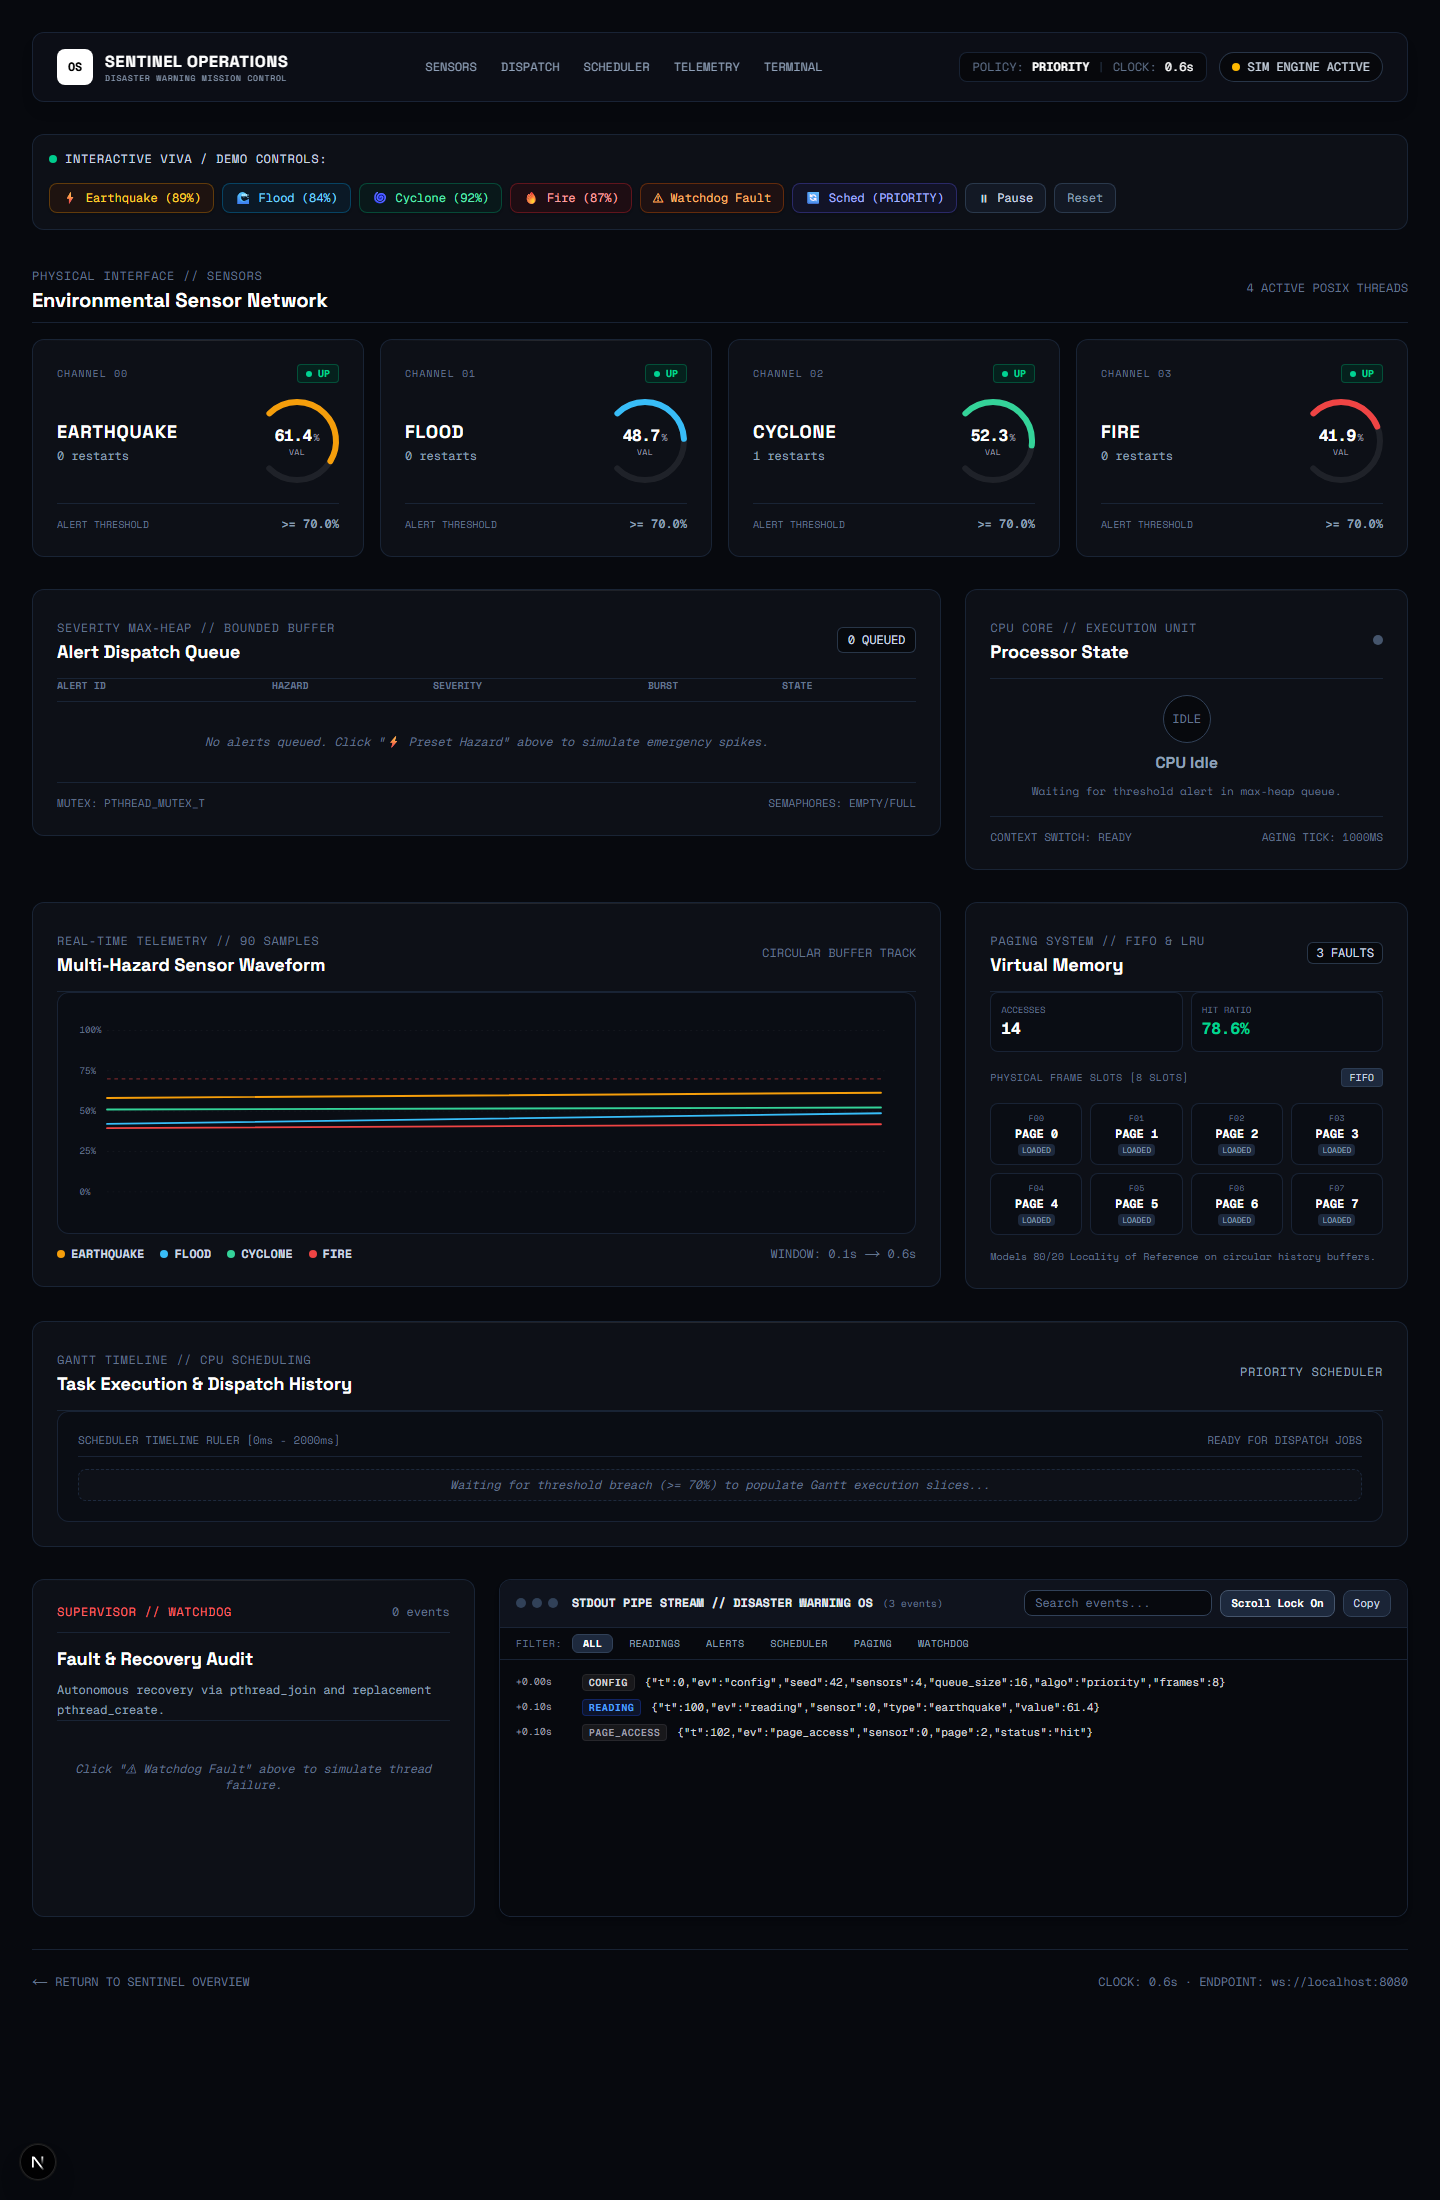 OS
SENTINEL OPERATIONS
DISASTER WARNING MISSION CONTROL
SENSORS DISPATCH SCHEDULER TELEMETRY TERMINAL
POLICY: PRIORITY | CLOCK: 0.6s
SIM ENGINE ACTIVE
INTERACTIVE VIVA / DEMO CONTROLS:
⚡ Earthquake (89%)
🌊 Flood (84%)
🌀 Cyclone (92%)
🔥 Fire (87%)
⚠ Watchdog Fault
🔄 Sched (PRIORITY)
⏸ Pause
Reset
PHYSICAL INTERFACE // SENSORS
Environmental Sensor Network
4 ACTIVE POSIX THREADS
CHANNEL 00
UP
EARTHQUAKE
0 restarts
61.4%
VAL
ALERT THRESHOLD >= 70.0%
CHANNEL 01
UP
FLOOD
0 restarts
48.7%
VAL
ALERT THRESHOLD >= 70.0%
CHANNEL 02
UP
CYCLONE
1 restarts
52.3%
VAL
ALERT THRESHOLD >= 70.0%
CHANNEL 03
UP
FIRE
0 restarts
41.9%
VAL
ALERT THRESHOLD >= 70.0%
SEVERITY MAX-HEAP // BOUNDED BUFFER
Alert Dispatch Queue
0 QUEUED
ALERT ID HAZARD SEVERITY BURST STATE
No alerts queued. Click "⚡ Preset Hazard" above to simulate emergency spikes.
MUTEX: PTHREAD_MUTEX_T SEMAPHORES: EMPTY/FULL
CPU CORE // EXECUTION UNIT
Processor State
IDLE
CPU Idle
Waiting for threshold alert in max-heap queue.
CONTEXT SWITCH: READY AGING TICK: 1000MS
REAL-TIME TELEMETRY // 90 SAMPLES
Multi-Hazard Sensor Waveform
CIRCULAR BUFFER TRACK
100%
75%
50%
25%
0%
EARTHQUAKE FLOOD CYCLONE FIRE
WINDOW: 0.1s ⟶ 0.6s
PAGING SYSTEM // FIFO & LRU
Virtual Memory
3 FAULTS
ACCESSES
14
HIT RATIO
78.6%
PHYSICAL FRAME SLOTS [8 SLOTS]
FIFO
F00 F01 F02 F03
PAGE 0 PAGE 1 PAGE 2 PAGE 3
LOADED LOADED LOADED LOADED
F04 F05 F06 F07
PAGE 4 PAGE 5 PAGE 6 PAGE 7
LOADED LOADED LOADED LOADED
Models 80/20 Locality of Reference on circular history buffers.
GANTT TIMELINE // CPU SCHEDULING
Task Execution & Dispatch History
PRIORITY SCHEDULER
SCHEDULER TIMELINE RULER [0ms - 2000ms]
READY FOR DISPATCH JOBS
Waiting for threshold breach (>= 70%) to populate Gantt execution slices...
SUPERVISOR // WATCHDOG
0 events
Fault & Recovery Audit
Autonomous recovery via pthread_join and replacement
pthread_create.
Click "⚠ Watchdog Fault" above to simulate thread
failure.
STDOUT PIPE STREAM // DISASTER WARNING OS (3 events)
Search events...
Scroll Lock On
Copy
FILTER: ALL READINGS ALERTS SCHEDULER PAGING WATCHDOG
+0.00s CONFIG {"t":0,"ev":"config","seed":42,"sensors":4,"queue_size":16,"algo":"priority","frames":8}
+0.10s READING {"t":100,"ev":"reading","sensor":0,"type":"earthquake","value":61.4}
+0.10s PAGE_ACCESS {"t":102,"ev":"page_access","sensor":0,"page":2,"status":"hit"}
⟵ RETURN TO SENTINEL OVERVIEW
CLOCK: 0.6s · ENDPOINT: ws://localhost:8080
N